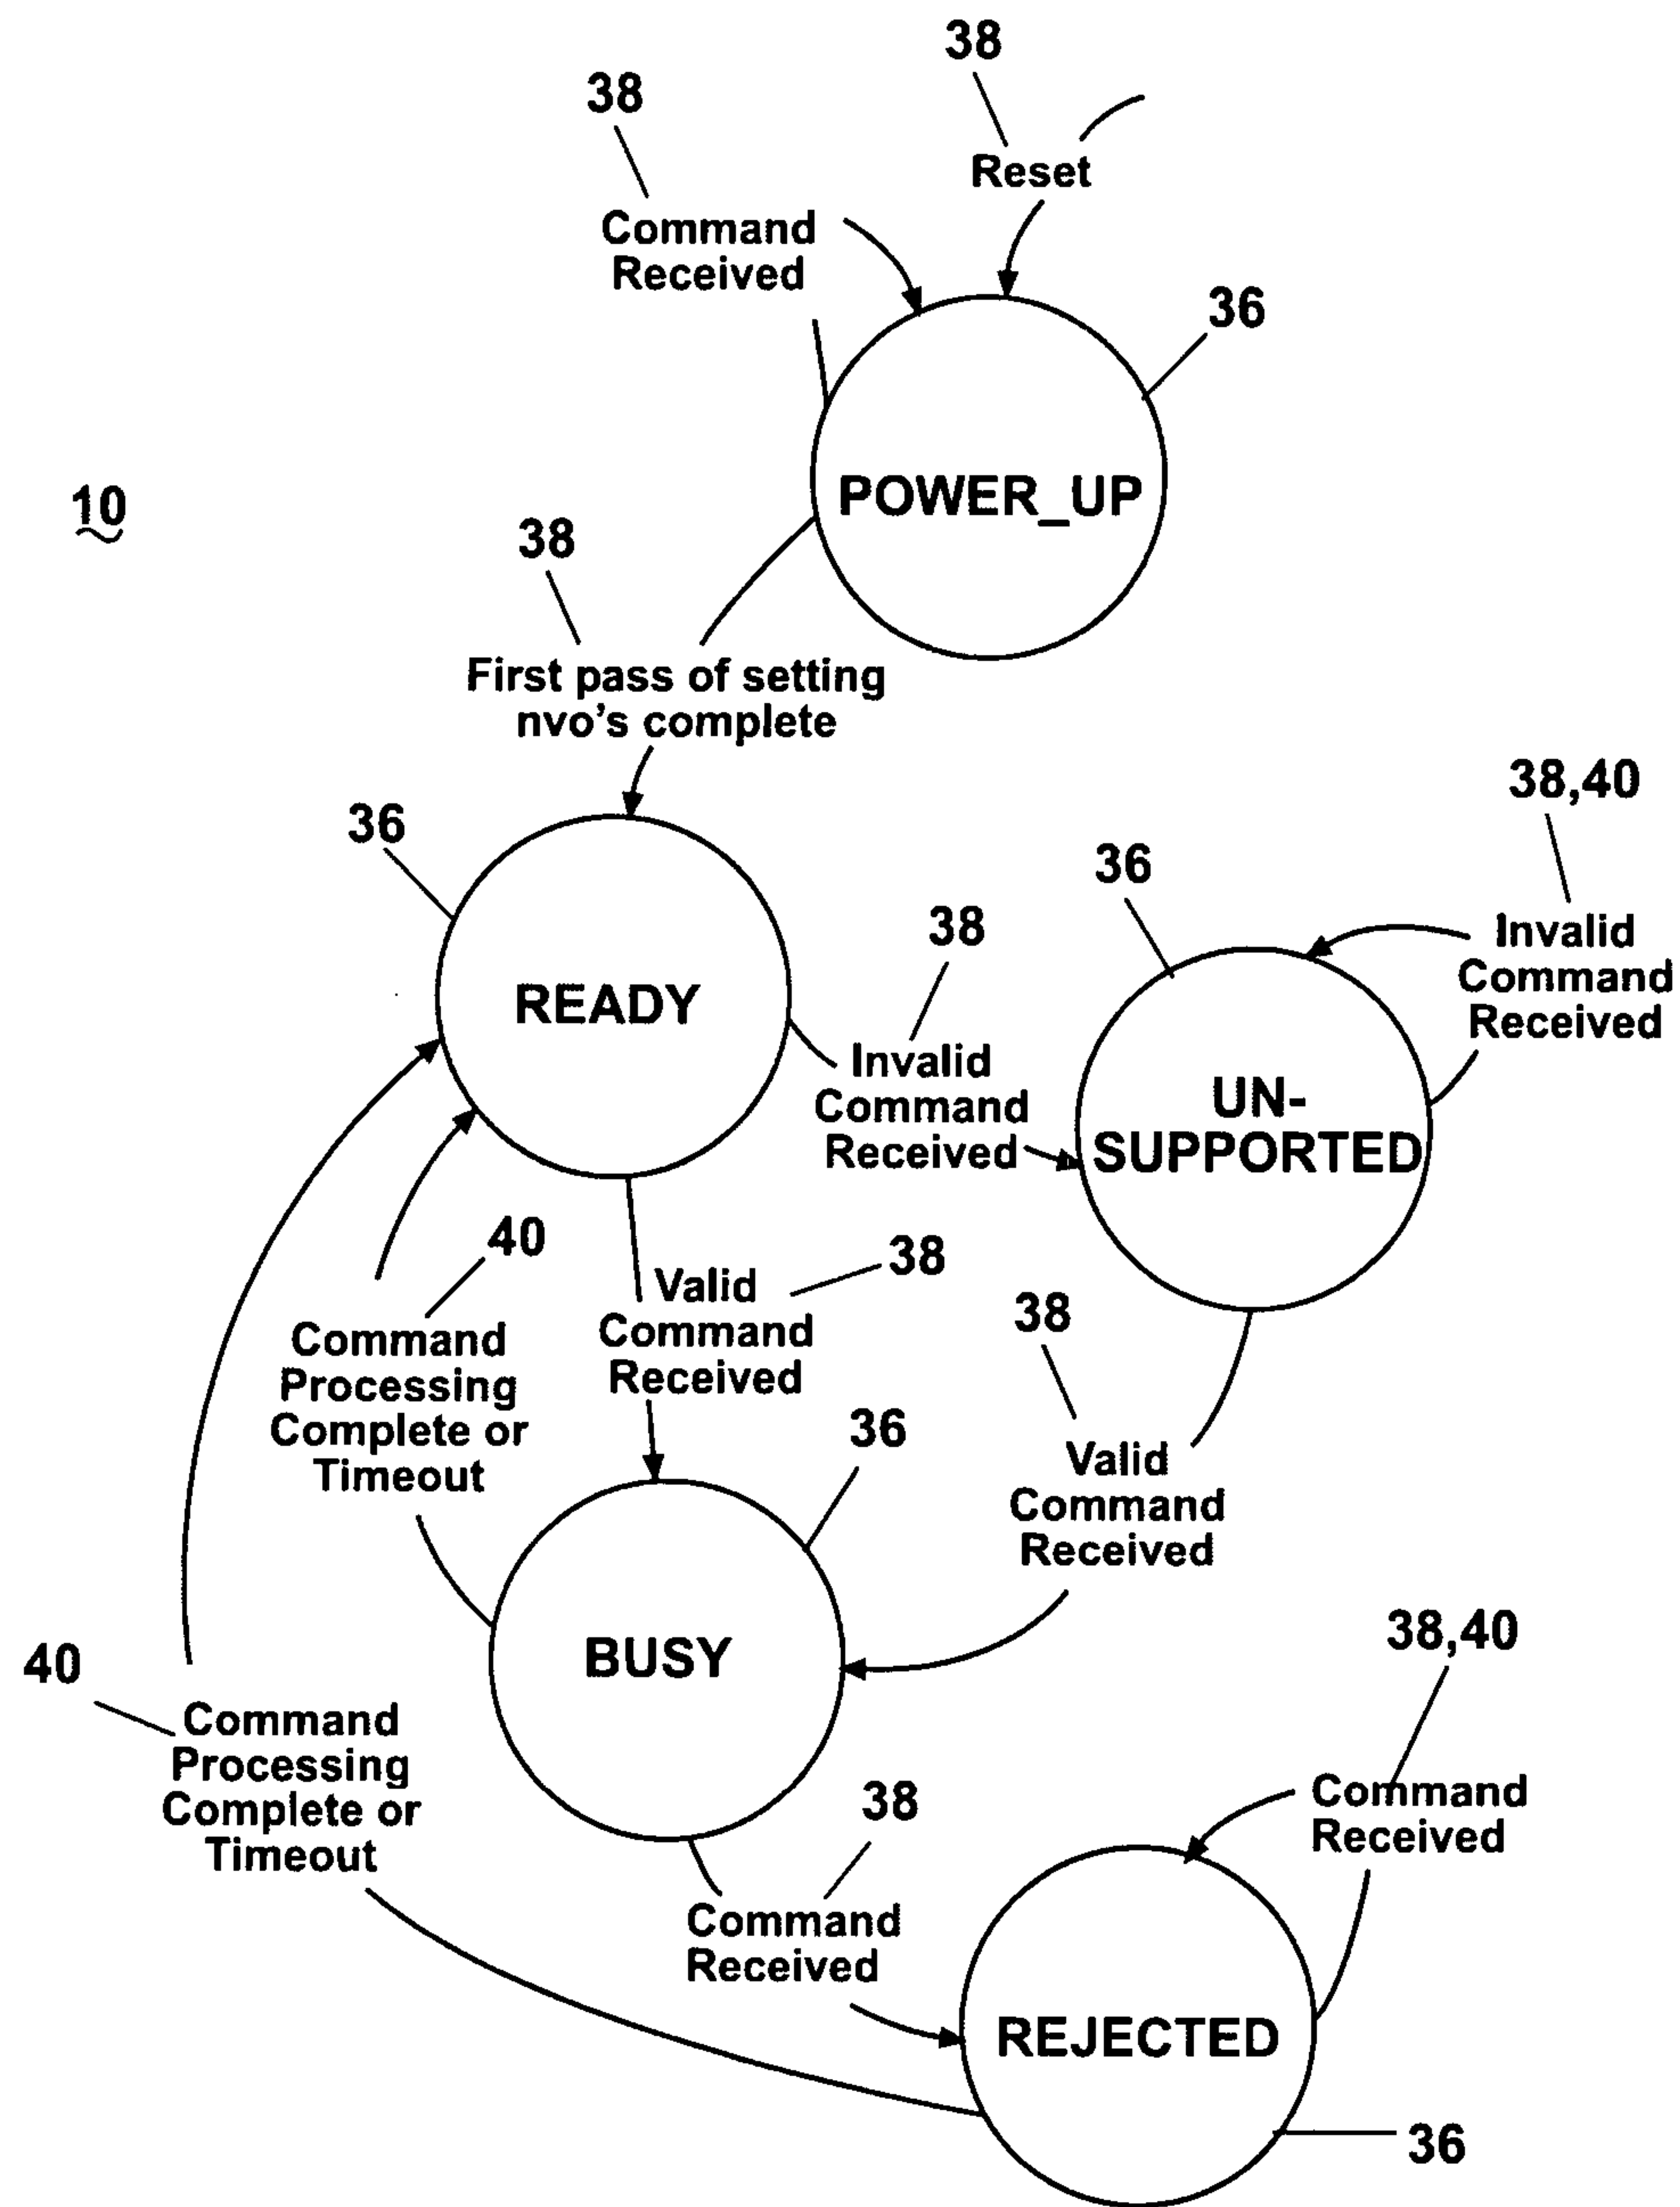 38
38
Reset
Command
Received
36
POWER_UP
10
38
First pass of setting
nvo's complete
38,40
36
36
Invalid
Command
Received
38
READY
Invalid
Command
Received
UN-
SUPPORTED
40
38
Valid
Command
Received
Command
Processing
Complete or
Timeout
38
36
Valid
Command
Received
38,40
BUSY
40
Command
Processing
Complete or
Timeout
38
Command
Received
Command
Received
REJECTED
36